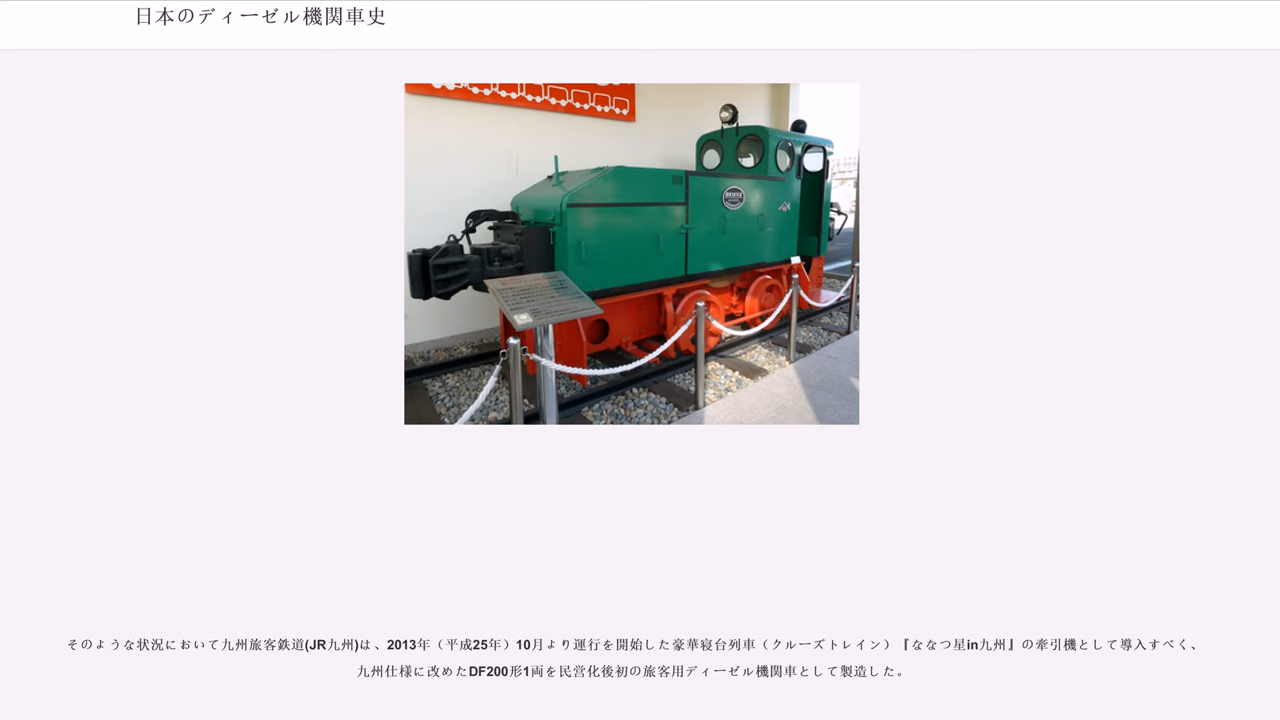 日本のディーゼル機関車史
DEUTZ
そのような状況において九州旅客鉄道(JR九州)は、2013年（平成25年）10月より運行を開始した豪華寝台列車（クルーズトレイン）『ななつ星in九州』の牽引機として導入すべく、
九州仕様に改めたDF200形1両を民営化後初の旅客用ディーゼル機関車として製造した。